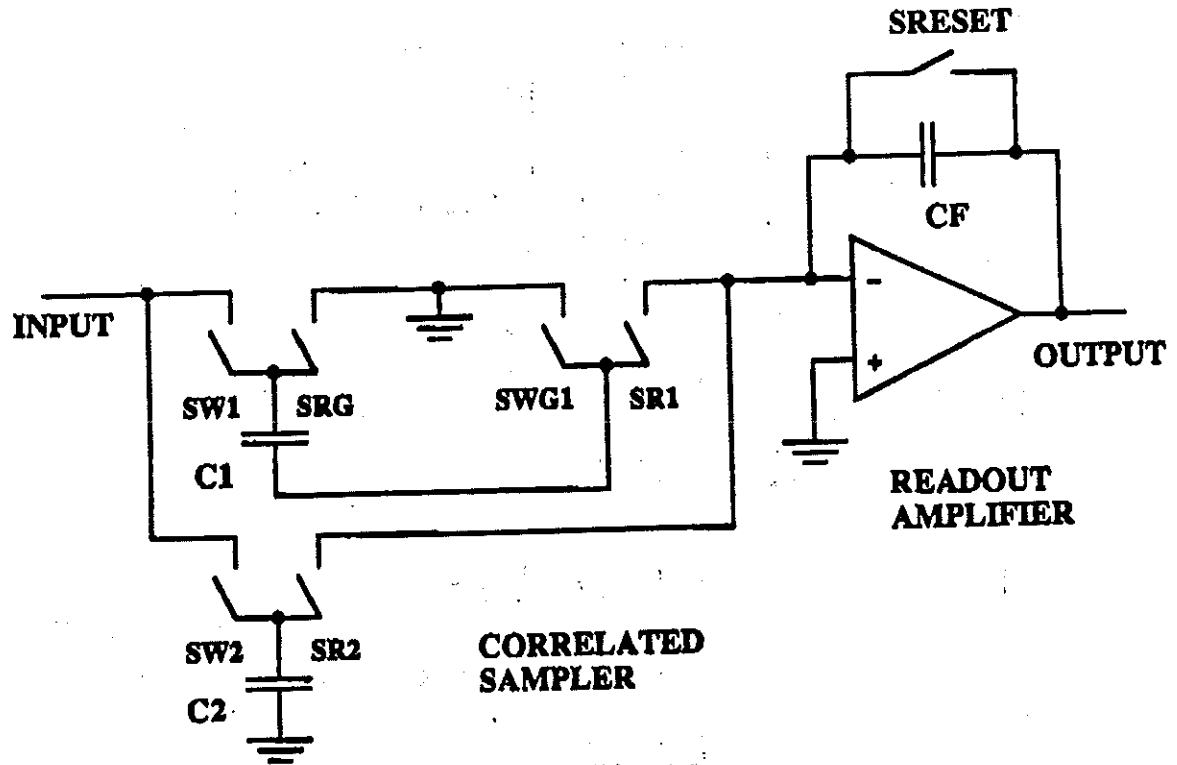 SRESET
CF
-
INPUT
+
OUTPUT
SW1
SRG
SWG1
SR1
C1
READOUT
AMPLIFIER
SW2
SR2
CORRELATED
SAMPLER
C2